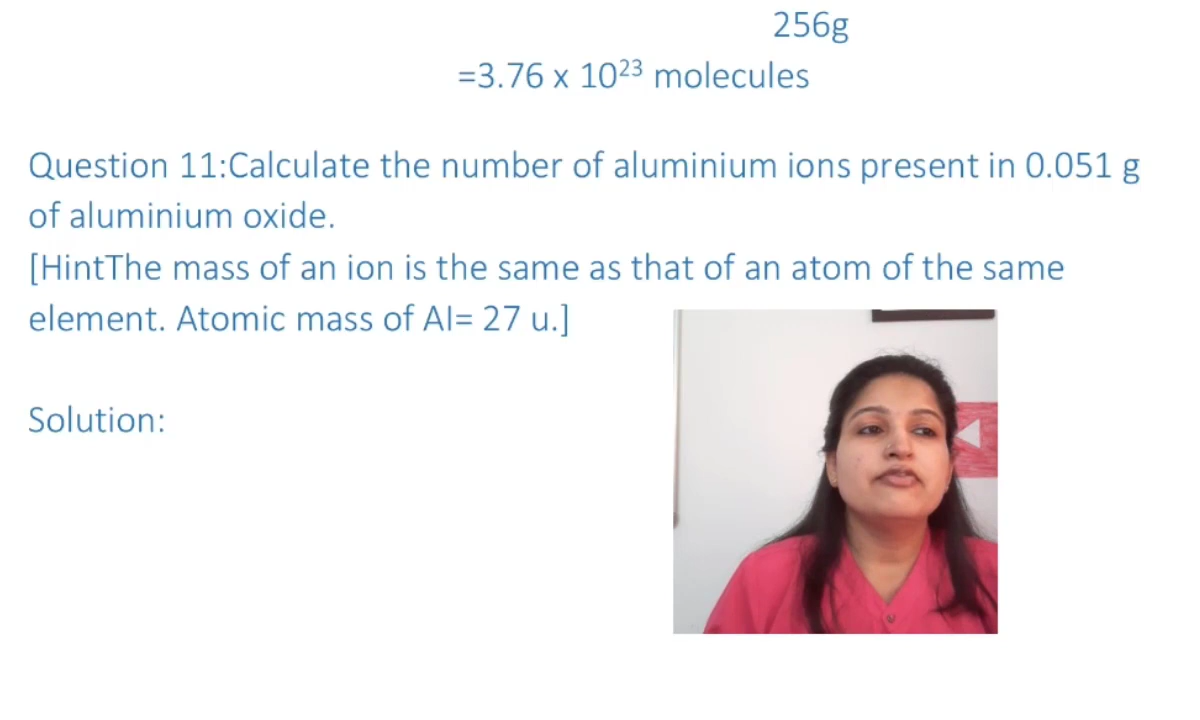 256g
=3.76 x 10²³ molecules
Question 11:Calculate the number of aluminium ions present in 0.051 g
of aluminium oxide.
[HintThe mass of an ion is the same as that of an atom of the same
element. Atomic mass of Al= 27 u.]
Solution: